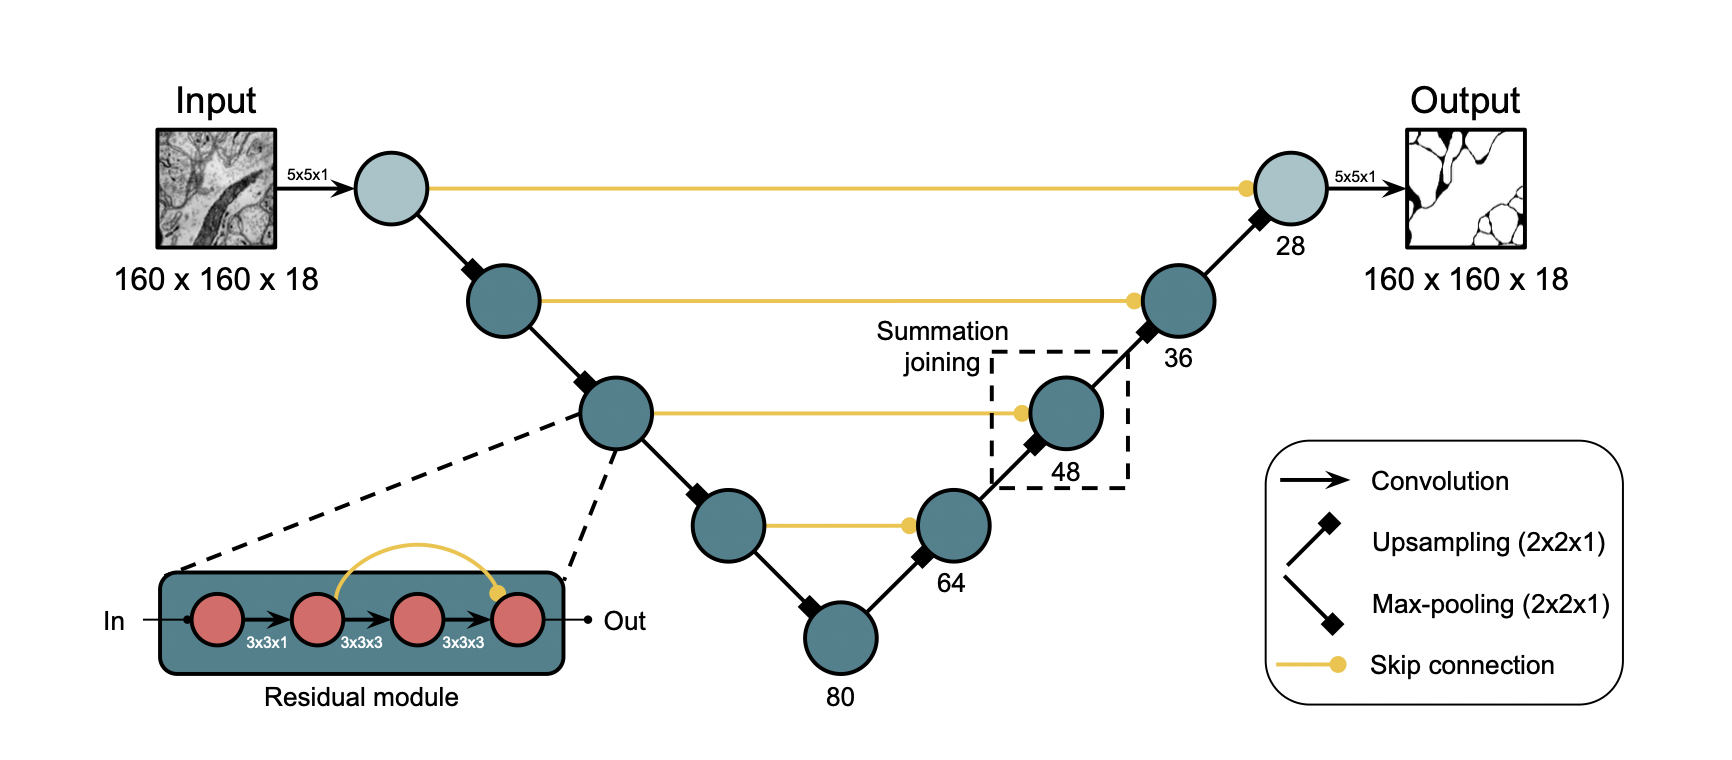 Input
Output
5x5x1
5x5x1
28
160 x 160 x 18
160 x 160 x 18
Summation
joining
36
48
Convolution
Upsampling (2x2x1)
64
Max-pooling (2x2x1)
In
3x3x1
3x3x3
3x3x3
Out
Skip connection
Residual module
80